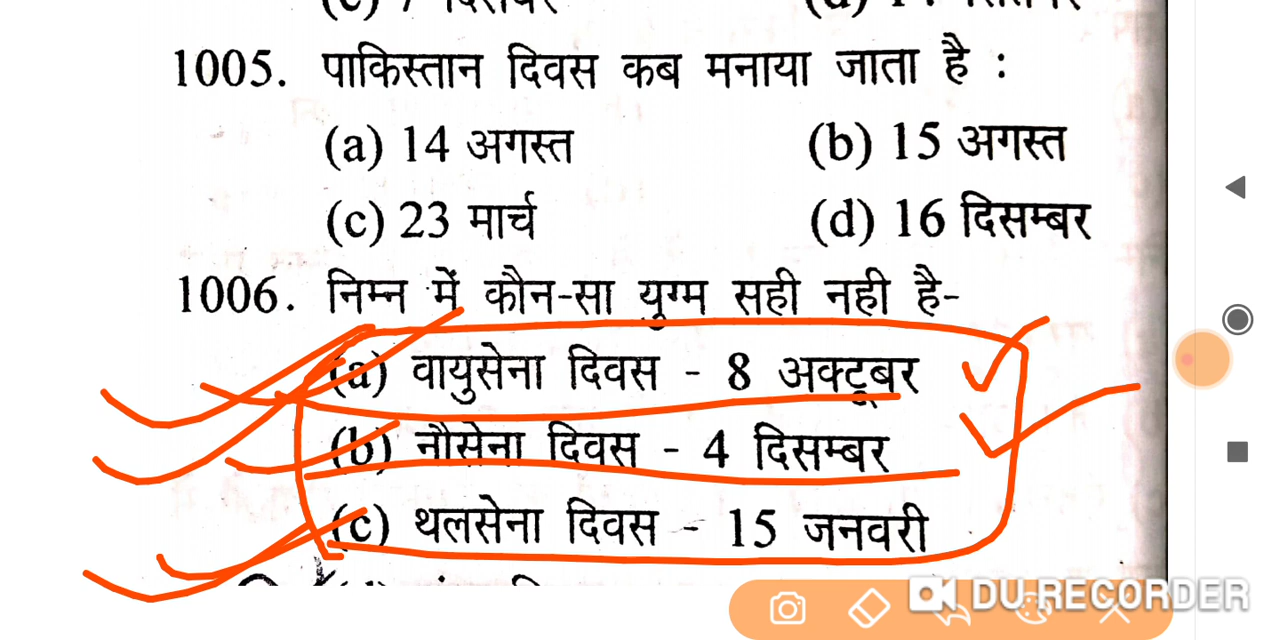 1005. पाकिस्तान दिवस कब मनाया जाता है :
(a) 14 अगस्त (b) 15 अगस्त
(c) 23 मार्च (d) 16 दिसम्बर
1006. निम्न में कौन-सा युग्म सही नही है-
(a) वायुसेना दिवस - 8 अक्टूबर
(b) नौसेना दिवस - 4 दिसम्बर
(c) थलसेना दिवस - 15 जनवरी
DU RECORDER